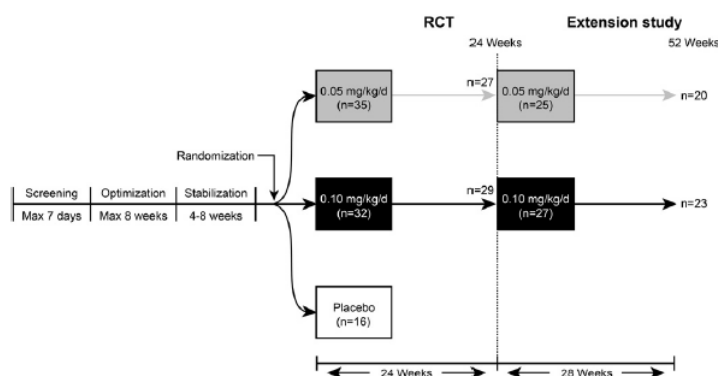 RCT
Extension study
24 Weeks
52 Weeks
n=27
0.05 mg/kg/d
(n=35)
0.05 mg/kg/d
(n=25)
n=20
Randomization
Screening
Optimization
Stabilization
Max 7 days
Max 8 weeks
4-8 weeks
n=29
0.10 mg/kg/d
(n=32)
0.10 mg/kg/d
(n=27)
n=23
Placebo
(n=16)
24 Weeks
28 Weeks